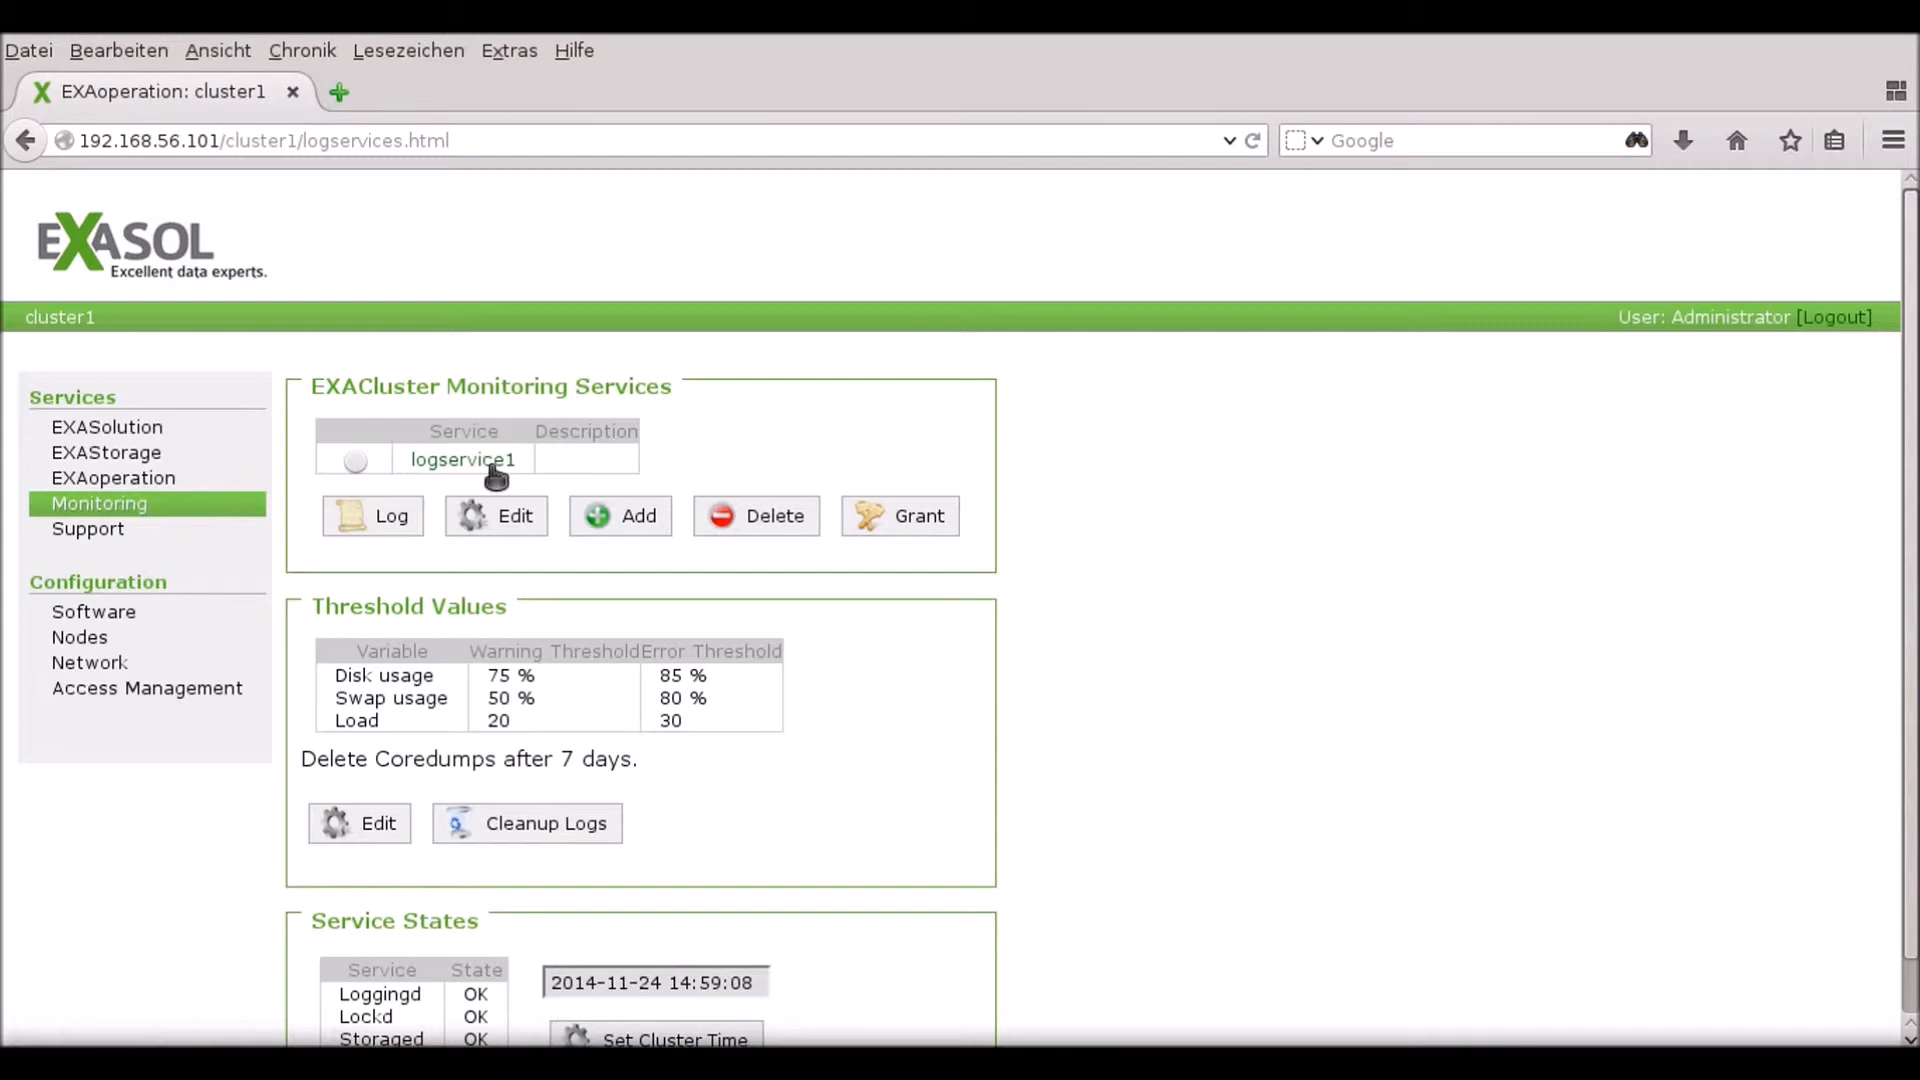 Datei Bearbeiten Ansicht Chronik Lesezeichen Extras Hilfe
EXAoperation: cluster1
192.168.56.101/cluster1/logservices.html
Google
EXASOL
Excellent data experts.
cluster1
User: Administrator [Logout]
Services
EXASolution
EXAStorage
EXAoperation
Monitoring
Support
Configuration
Software
Nodes
Network
Access Management
EXACluster Monitoring Services
Service Description
logservice1
Log Edit Add Delete Grant
Threshold Values
Variable Warning Threshold Error Threshold
Disk usage 75 % 85 %
Swap usage 50 % 80 %
Load 20 30
Delete Coredumps after 7 days.
Edit Cleanup Logs
Service States
Service State
Loggingd OK
Lockd OK
Storaged OK
2014-11-24 14:59:08
Set Cluster Time